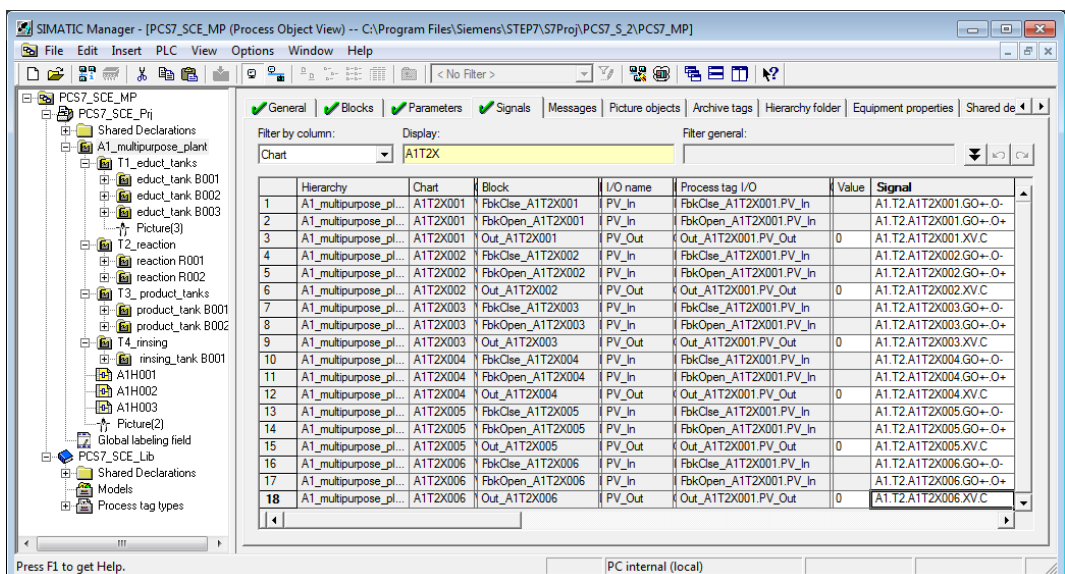 SIMATIC Manager - [PCS7_SCE_MP (Process Object View) -- C:\Program Files\Siemens\STEP7\S7Proj\PCS7_S_2\PCS7_MP]
File Edit Insert PLC View Options Window Help
< No Filter >
PCS7_SCE_MP
PCS7_SCE_Prj
Shared Declarations
A1_multipurpose_plant
T1_educt_tanks
educt_tank B001
educt_tank B002
educt_tank B003
Picture(3)
T2_reaction
reaction R001
reaction R002
T3_ product_tanks
product_tank B001
product_tank B002
T4_rinsing
rinsing_tank B001
A1H001
A1H002
A1H003
Picture(2)
Global labeling field
PCS7_SCE_Lib
Shared Declarations
Models
Process tag types
General Blocks Parameters Signals Messages Picture objects Archive tags Hierarchy folder Equipment properties Shared de
Filter by column: Display: Filter general:
Chart A1T2X
Hierarchy Chart Block I/O name Process tag I/O Value Signal
1 A1_multipurpose_pl... A1T2X001 FbkClse_A1T2X001 PV_In FbkClse_A1T2X001.PV_In A1.T2.A1T2X001.GO+-.O-
2 A1_multipurpose_pl... A1T2X001 FbkOpen_A1T2X001 PV_In FbkOpen_A1T2X001.PV_In A1.T2.A1T2X001.GO+-.O+
3 A1_multipurpose_pl... A1T2X001 Out_A1T2X001 PV_Out Out_A1T2X001.PV_Out 0 A1.T2.A1T2X001.XV.C
4 A1_multipurpose_pl... A1T2X002 FbkClse_A1T2X002 PV_In FbkClse_A1T2X001.PV_In A1.T2.A1T2X002.GO+-.O-
5 A1_multipurpose_pl... A1T2X002 FbkOpen_A1T2X002 PV_In FbkOpen_A1T2X001.PV_In A1.T2.A1T2X002.GO+-.O+
6 A1_multipurpose_pl... A1T2X002 Out_A1T2X002 PV_Out Out_A1T2X001.PV_Out 0 A1.T2.A1T2X002.XV.C
7 A1_multipurpose_pl... A1T2X003 FbkClse_A1T2X003 PV_In FbkClse_A1T2X001.PV_In A1.T2.A1T2X003.GO+-.O-
8 A1_multipurpose_pl... A1T2X003 FbkOpen_A1T2X003 PV_In FbkOpen_A1T2X001.PV_In A1.T2.A1T2X003.GO+-.O+
9 A1_multipurpose_pl... A1T2X003 Out_A1T2X003 PV_Out Out_A1T2X001.PV_Out 0 A1.T2.A1T2X003.XV.C
10 A1_multipurpose_pl... A1T2X004 FbkClse_A1T2X004 PV_In FbkClse_A1T2X001.PV_In A1.T2.A1T2X004.GO+-.O-
11 A1_multipurpose_pl... A1T2X004 FbkOpen_A1T2X004 PV_In FbkOpen_A1T2X001.PV_In A1.T2.A1T2X004.GO+-.O+
12 A1_multipurpose_pl... A1T2X004 Out_A1T2X004 PV_Out Out_A1T2X001.PV_Out 0 A1.T2.A1T2X004.XV.C
13 A1_multipurpose_pl... A1T2X005 FbkClse_A1T2X005 PV_In FbkClse_A1T2X001.PV_In A1.T2.A1T2X005.GO+-.O-
14 A1_multipurpose_pl... A1T2X005 FbkOpen_A1T2X005 PV_In FbkOpen_A1T2X001.PV_In A1.T2.A1T2X005.GO+-.O+
15 A1_multipurpose_pl... A1T2X005 Out_A1T2X005 PV_Out Out_A1T2X001.PV_Out 0 A1.T2.A1T2X005.XV.C
16 A1_multipurpose_pl... A1T2X006 FbkClse_A1T2X006 PV_In FbkClse_A1T2X001.PV_In A1.T2.A1T2X006.GO+-.O-
17 A1_multipurpose_pl... A1T2X006 FbkOpen_A1T2X006 PV_In FbkOpen_A1T2X001.PV_In A1.T2.A1T2X006.GO+-.O+
18 A1_multipurpose_pl... A1T2X006 Out_A1T2X006 PV_Out Out_A1T2X001.PV_Out 0 A1.T2.A1T2X006.XV.C
Press F1 to get Help. PC internal (local)